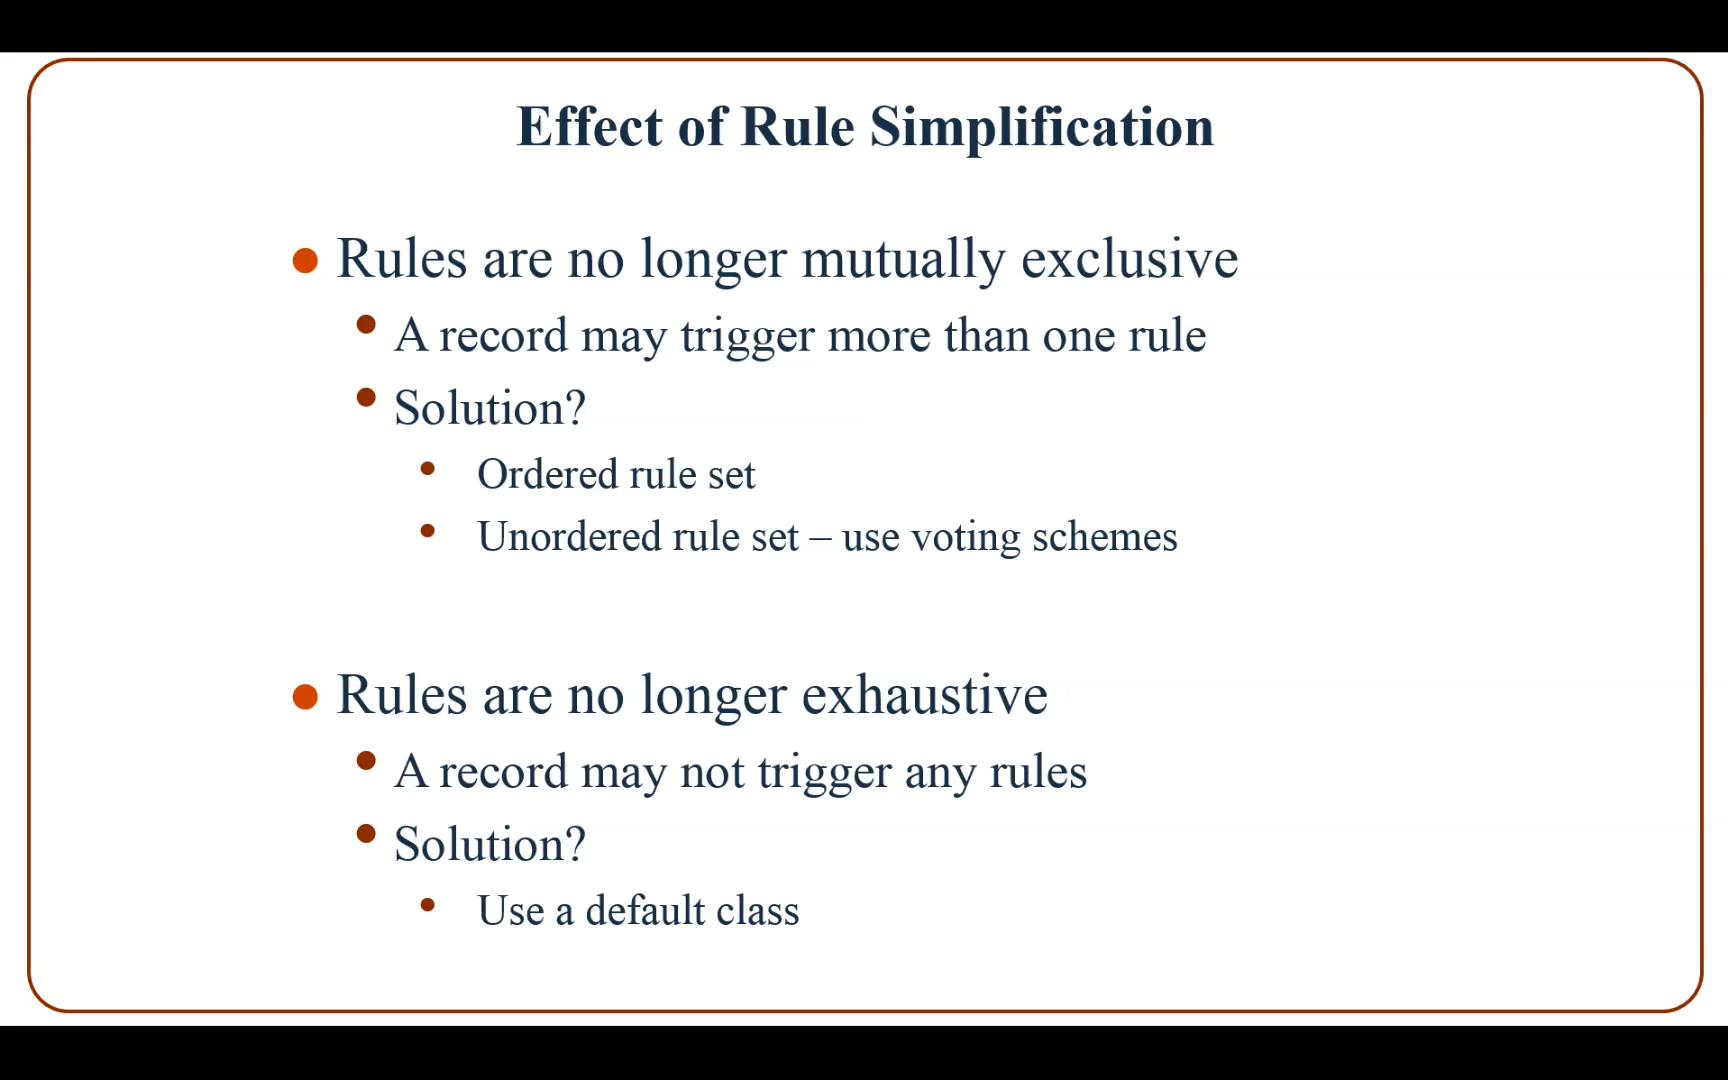 Effect of Rule Simplification
Rules are no longer mutually exclusive
A record may trigger more than one rule
Solution?
Ordered rule set
Unordered rule set – use voting schemes
Rules are no longer exhaustive
A record may not trigger any rules
Solution?
Use a default class